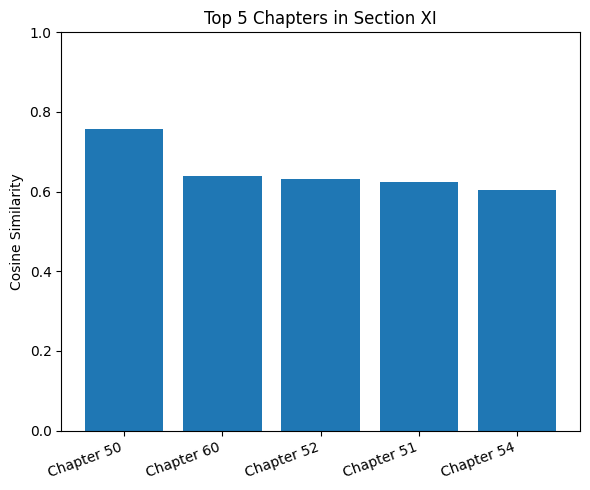 Top 5 Chapters in Section XI
Cosine Similarity
1.0
0.8
0.6
0.4
0.2
0.0
Chapter 50
Chapter 60
Chapter 52
Chapter 51
Chapter 54